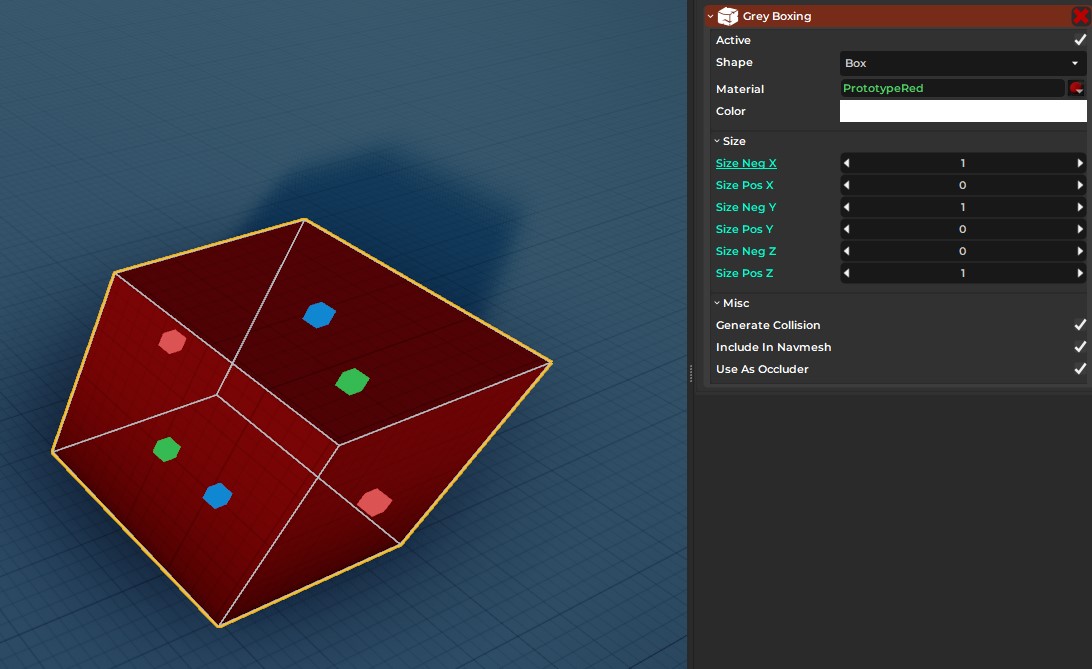 Grey Boxing
Active
Shape Box
Material PrototypeRed
Color
Size
Size Neg X 1
Size Pos X 0
Size Neg Y 1
Size Pos Y 0
Size Neg Z 0
Size Pos Z 1
Misc
Generate Collision
Include In Navmesh
Use As Occluder